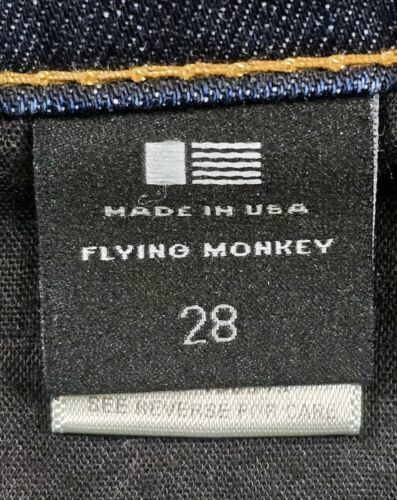 MADE IN USA
FLYING MONKEY
28
SEE REVERSE FOR CARE